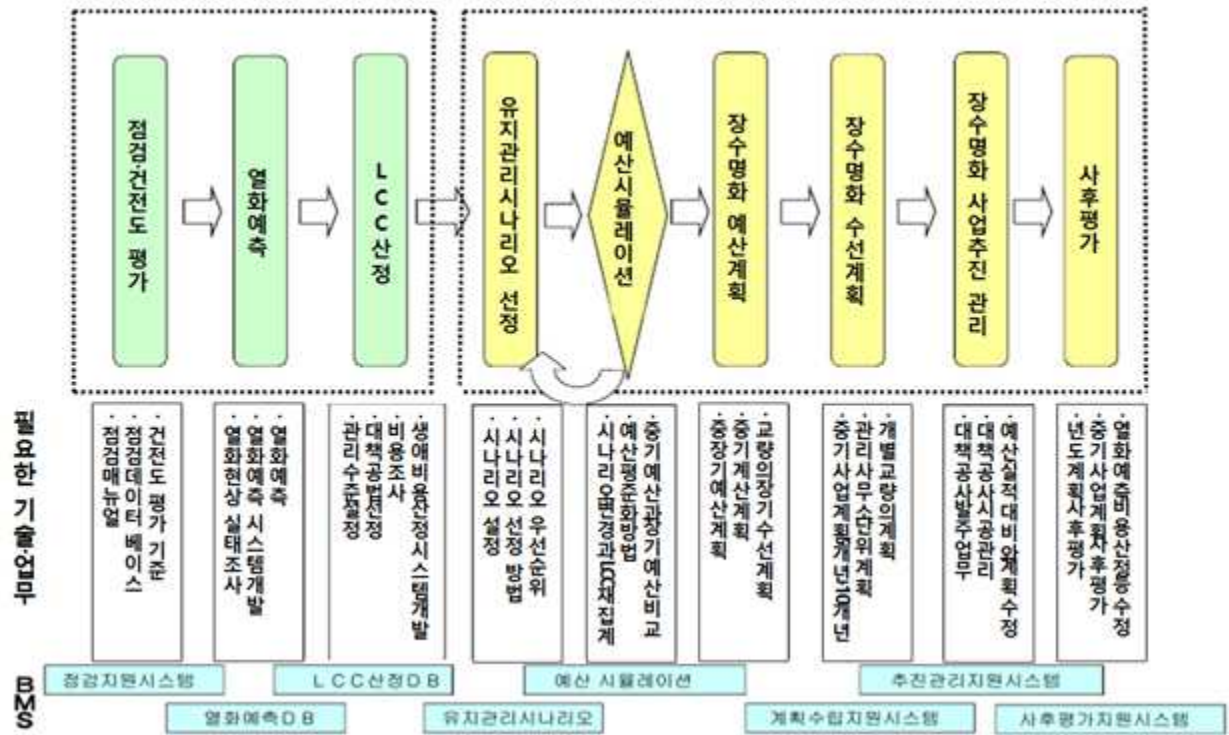 점검·건전도 평가
열화예측
LCC산정
유지관리시나리오 선정
예산시뮬레이션
장수명화 예산계획
장수명화 수선계획
장수명화 사업추진 관리
사후평가
필요한 기술·업무
· 건전도 평가 기준
· 점검데이터 베이스
· 점검매뉴얼
· 열화예측
· 열화예측 시스템개발
· 열화현상 실태조사
· 생애비용산정시스템개발
· 비용조사
· 대책공법선정
· 관리수준설정
· 시나리오 우선순위
· 시나리오 선정 방법
· 시나리오 설정
· 중기예산과장기예산비교
· 예산평준화방법
· 시나리오변경과LCC재집계
· 교량의장기수선계획
· 중기계산계획
· 중장기예산계획
· 개별교량의계획
· 관리사무소단위계획
· 중기사업계획5개년10개년
· 예산실적대비와계획수정
· 대책공사시공관리
· 대책공사발주업무
· 열화예측비용산정등수정
· 중기사업계획사후평가
· 년도계획사후평가
BMS
점검지원시스템
LCC산정DB
예산 시뮬레이션
추진관리지원시스템
열화예측DB
유지관리시나리오
계획수립지원시스템
사후평가지원시스템